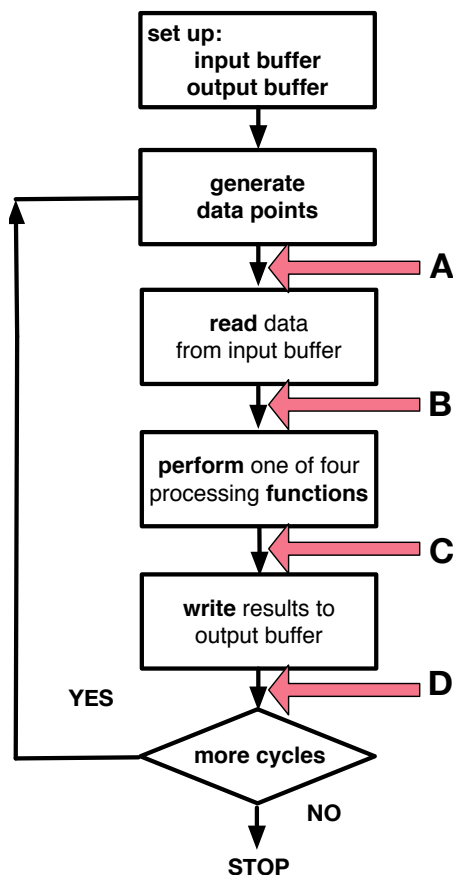 set up:
input buffer
output buffer
generate
data points
A
read data
from input buffer
B
perform one of four
processing functions
C
write results to
output buffer
D
YES
more cycles
NO
STOP